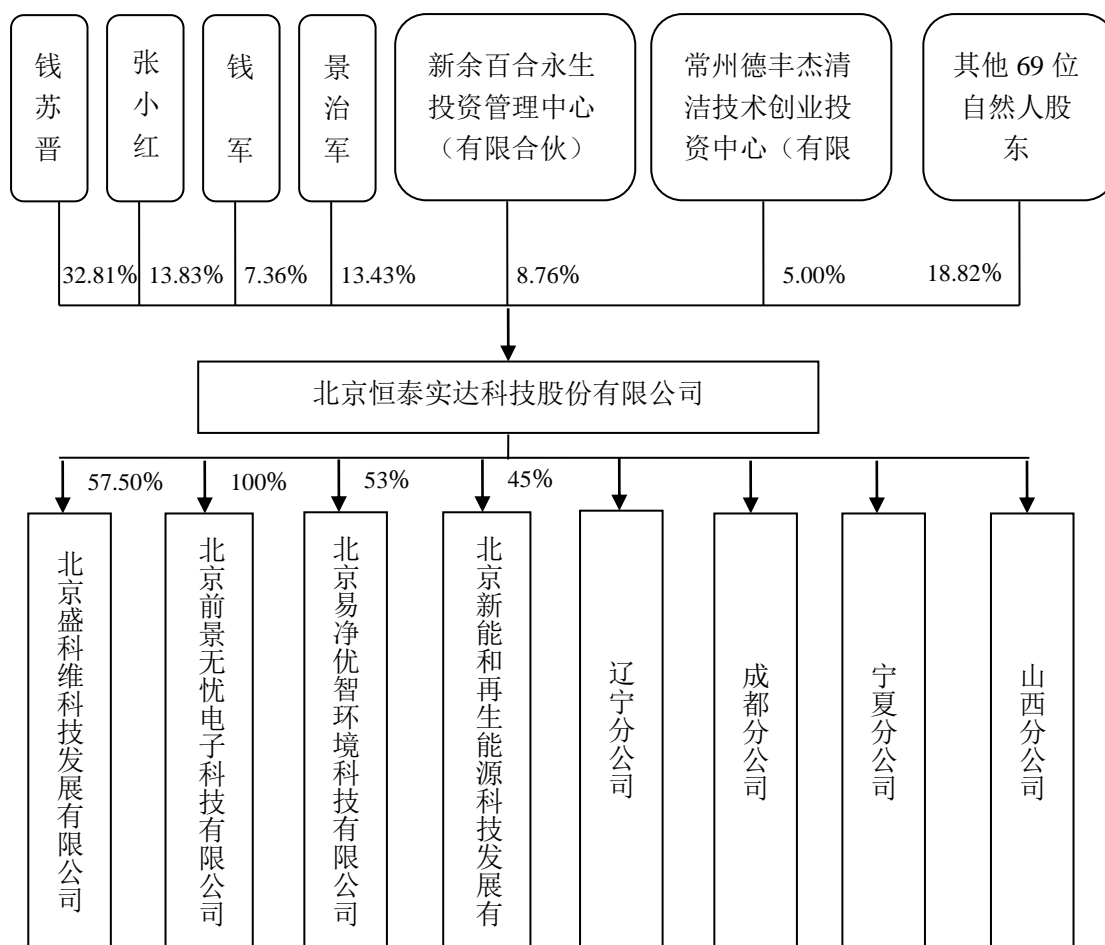 钱苏晋
张小红
钱军
景治军
新余百合永生
投资管理中心
（有限合伙）
常州德丰杰清
洁技术创业投
资中心（有限
其他 69 位
自然人股
东
32.81%
13.83%
7.36%
13.43%
8.76%
5.00%
18.82%
北京恒泰实达科技股份有限公司
57.50%
100%
53%
45%
北京盛科维科技发展有限公司
北京前景无忧电子科技有限公司
北京易净优智环境科技有限公司
北京新能和再生能源科技发展有
辽宁分公司
成都分公司
宁夏分公司
山西分公司